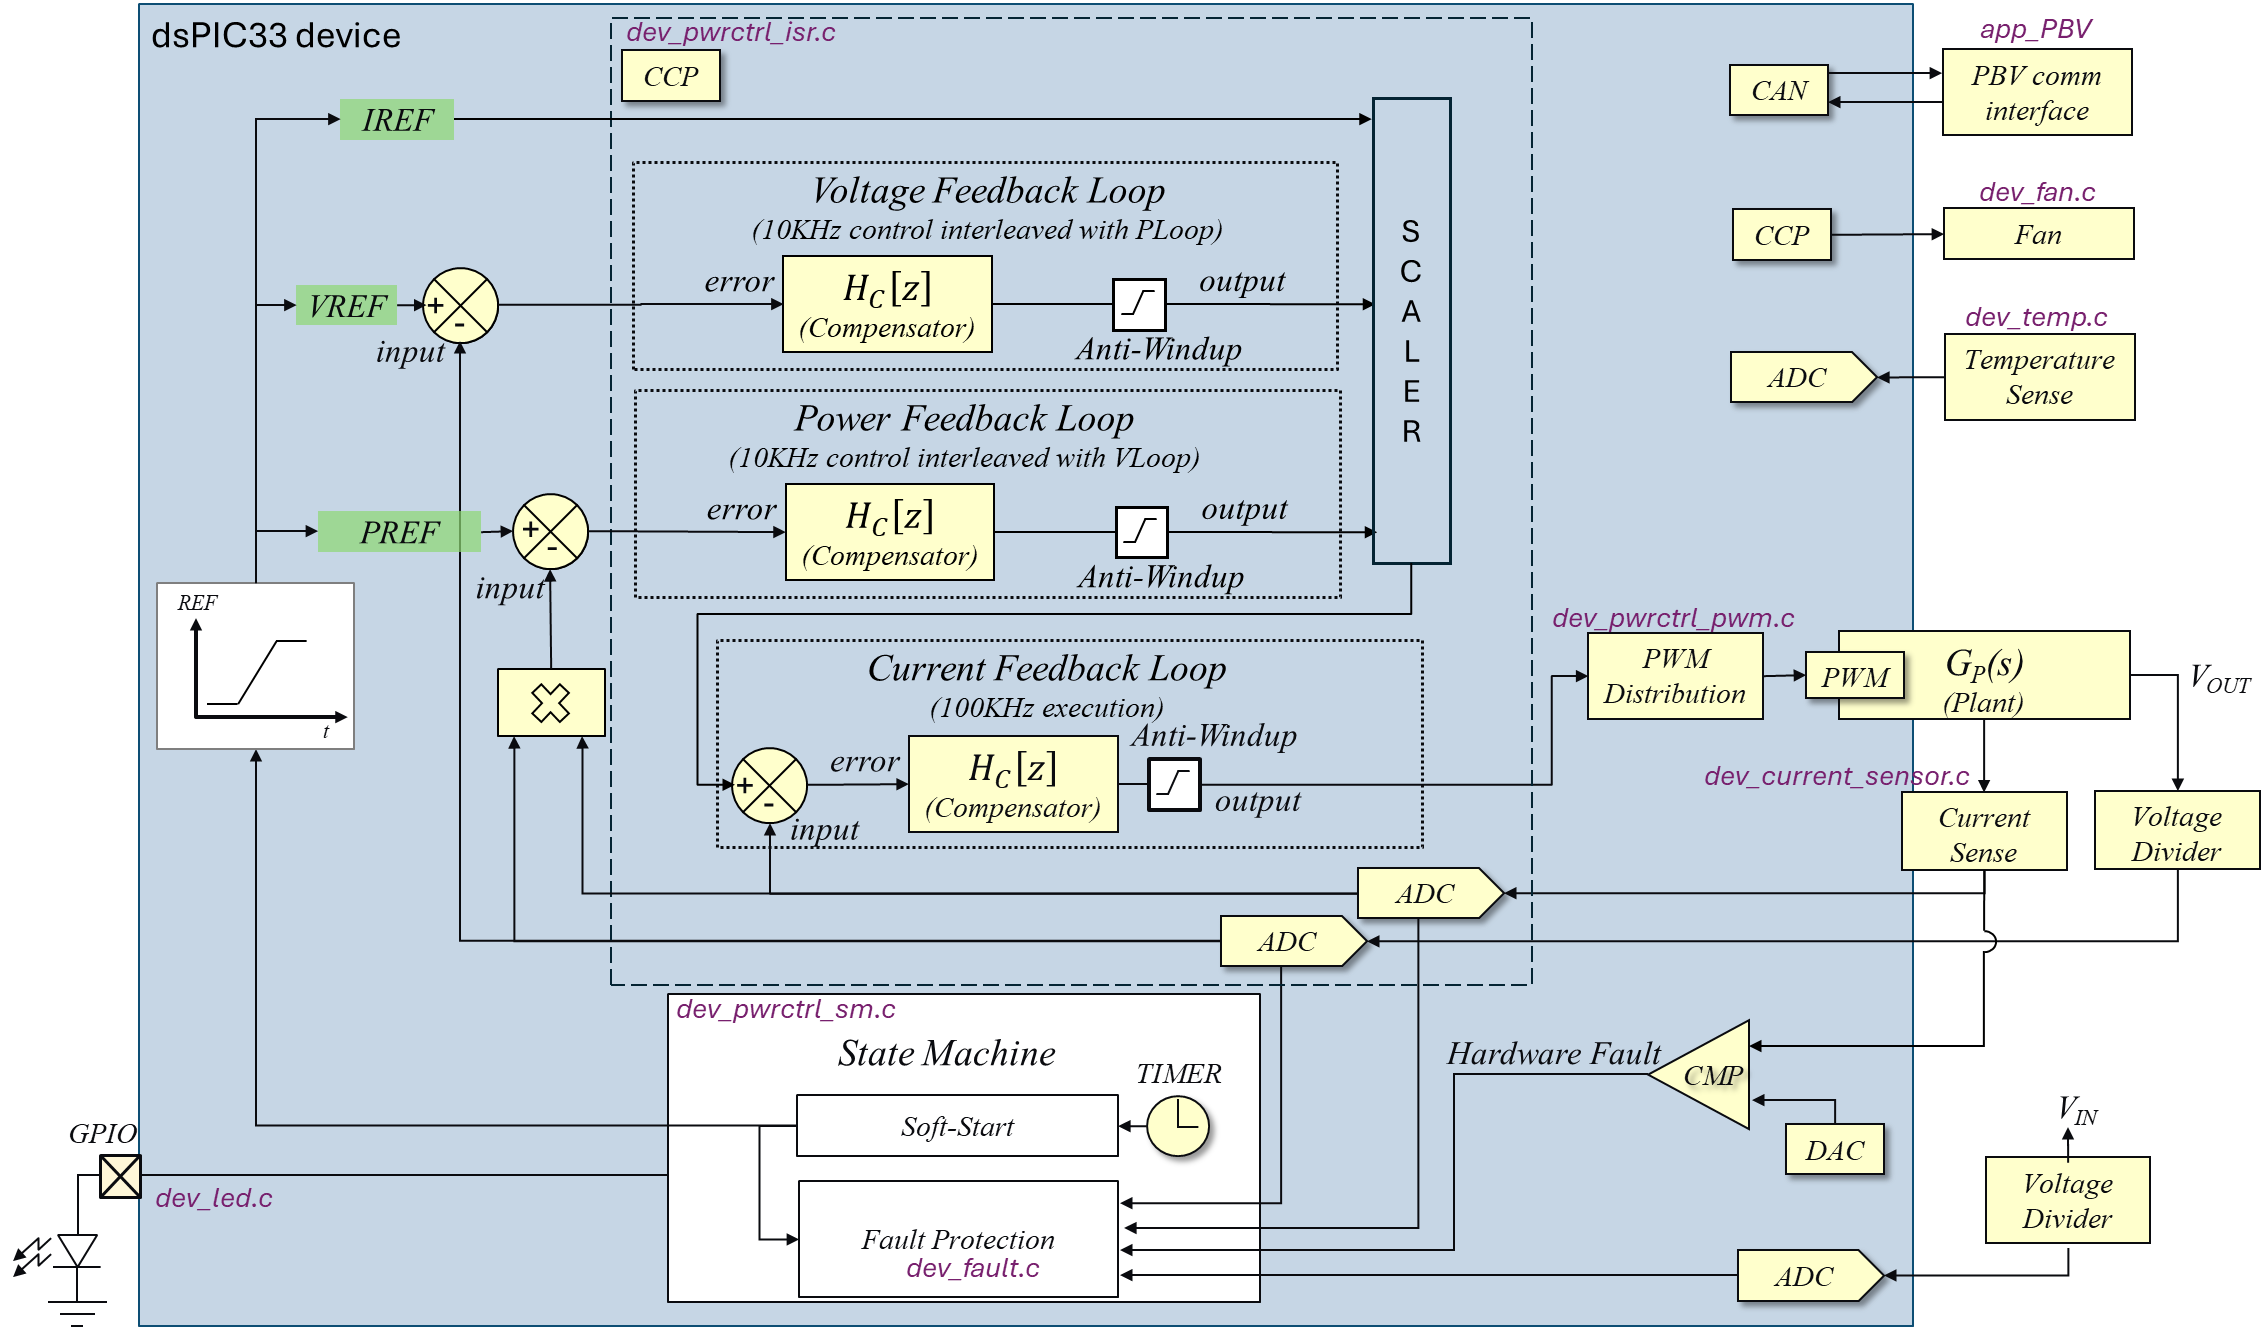 dsPIC33 device
dev_pwrctrl_isr.c
CCP
IREF
Voltage Feedback Loop
(10KHz control interleaved with PLoop)
VREF
+
-
input
error
H_C[z]
(Compensator)
output
Anti-Windup
Power Feedback Loop
(10KHz control interleaved with VLoop)
PREF
+
-
input
error
H_C[z]
(Compensator)
output
Anti-Windup
S
C
A
L
E
R
REF
t
Current Feedback Loop
(100KHz execution)
+
-
input
error
H_C[z]
(Compensator)
Anti-Windup
output
ADC
ADC
dev_pwrctrl_pwm.c
PWM
Distribution
PWM
G_P(s)
(Plant)
V_OUT
dev_current_sensor.c
Current
Sense
Voltage
Divider
app_PBV
CAN
PBV comm
interface
dev_fan.c
CCP
Fan
dev_temp.c
ADC
Temperature
Sense
dev_pwrctrl_sm.c
State Machine
TIMER
Soft-Start
Fault Protection
dev_fault.c
Hardware Fault
CMP
DAC
V_IN
Voltage
Divider
ADC
GPIO
dev_led.c